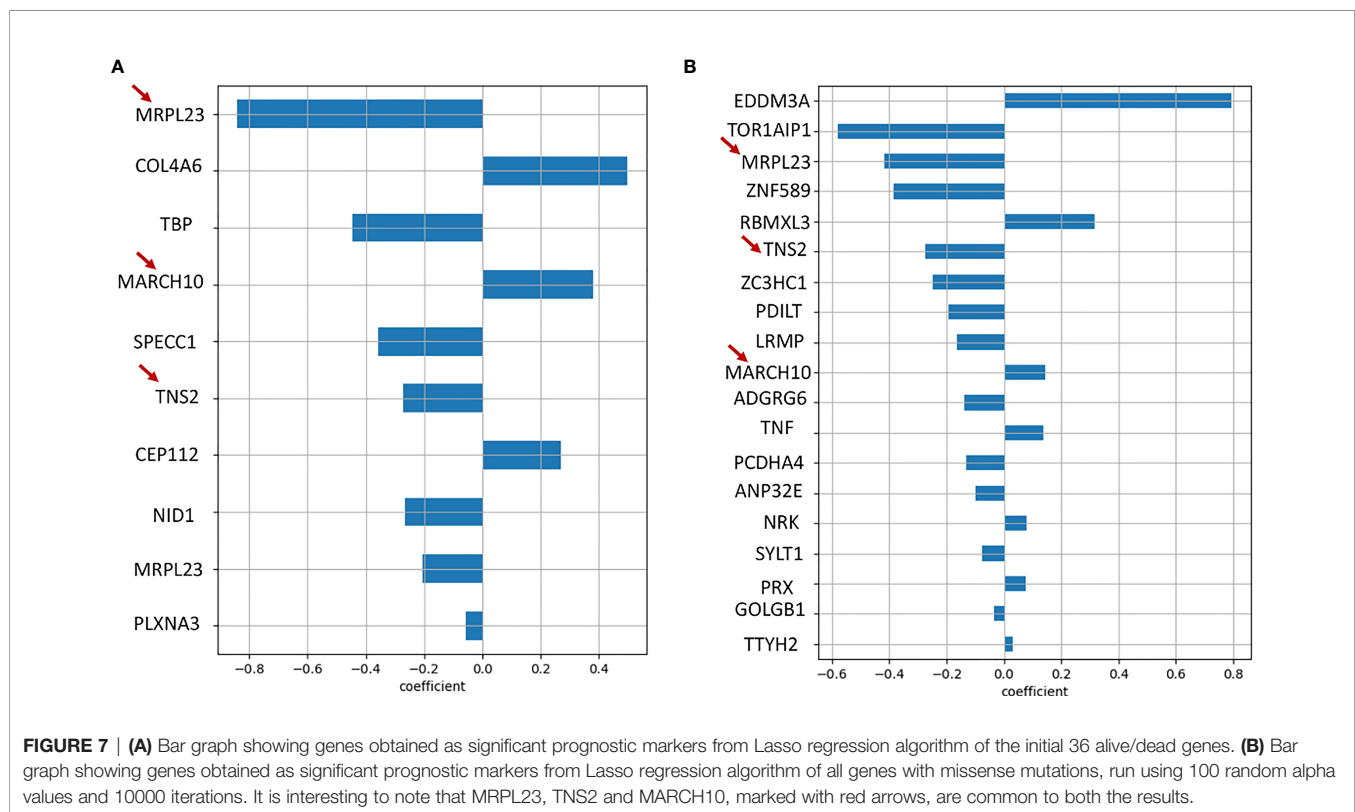 A
MRPL23
COL4A6
TBP
MARCH10
SPECC1
TNS2
CEP112
NID1
MRPL23
PLXNA3
−0.8 −0.6 −0.4 −0.2 0.0 0.2 0.4
coefficient
B
EDDM3A
TOR1AIP1
MRPL23
ZNF589
RBMXL3
TNS2
ZC3HC1
PDILT
LRMP
MARCH10
ADGRG6
TNF
PCDHA4
ANP32E
NRK
SYLT1
PRX
GOLGB1
TTYH2
−0.6 −0.4 −0.2 0.0 0.2 0.4 0.6 0.8
coefficient
FIGURE 7 | (A) Bar graph showing genes obtained as significant prognostic markers from Lasso regression algorithm of the initial 36 alive/dead genes. (B) Bar
graph showing genes obtained as significant prognostic markers from Lasso regression algorithm of all genes with missense mutations, run using 100 random alpha
values and 10000 iterations. It is interesting to note that MRPL23, TNS2 and MARCH10, marked with red arrows, are common to both the results.